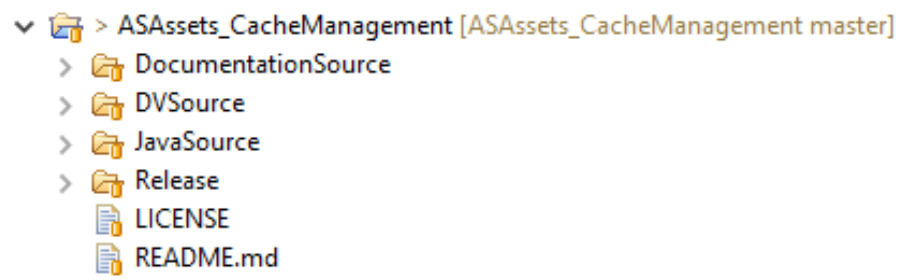 > ASAssets_CacheManagement [ASAssets_CacheManagement master]
DocumentationSource
DVSource
JavaSource
Release
LICENSE
README.md